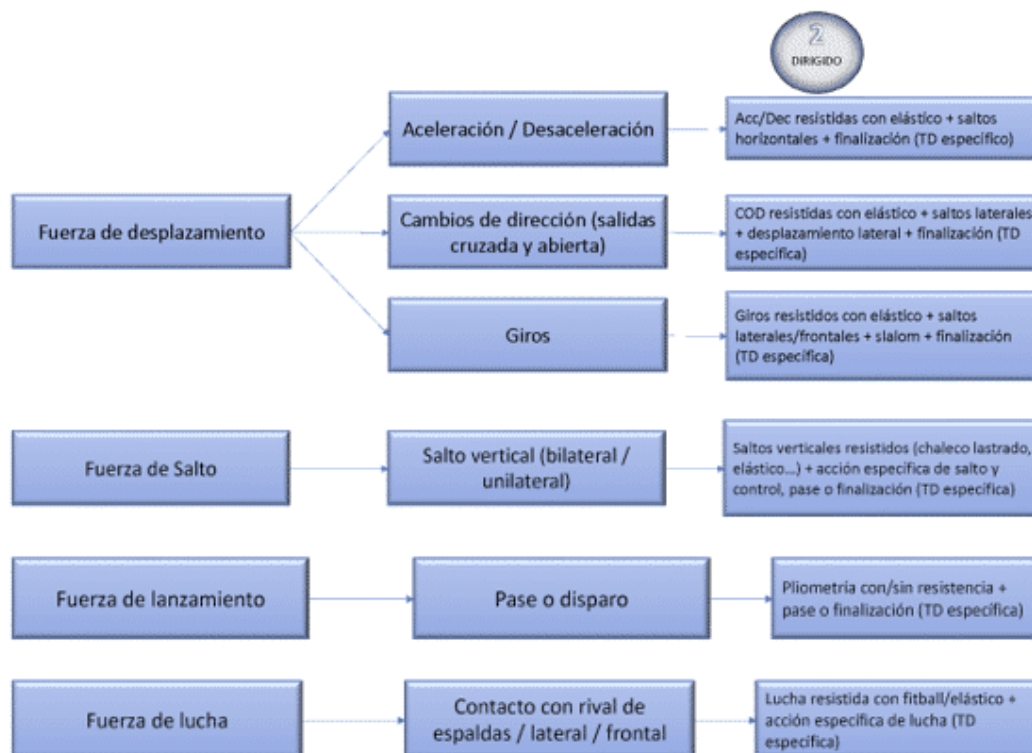 2
DIRIGIDO
Aceleración / Desaceleración
Acc/Dec resistidas con elástico + saltos
horizontales + finalización (TD específico)
Fuerza de desplazamiento
Cambios de dirección (salidas
cruzada y abierta)
COD resistidas con elástico + saltos laterales
+ desplazamiento lateral + finalización (TD
específica)
Giros
Giros resistidos con elástico + saltos
laterales/frontales + slalom + finalización
(TD específica)
Fuerza de Salto
Salto vertical (bilateral /
unilateral)
Saltos verticales resistidos (chaleco lastrado,
elástico...) + acción específica de salto y
control, pase o finalización (TD específica)
Fuerza de lanzamiento
Pase o disparo
Pliometría con/sin resistencia +
pase o finalización (TD específica)
Fuerza de lucha
Contacto con rival de
espaldas / lateral / frontal
Lucha resistida con fitball/elástico +
acción específica de lucha (TD
específica)